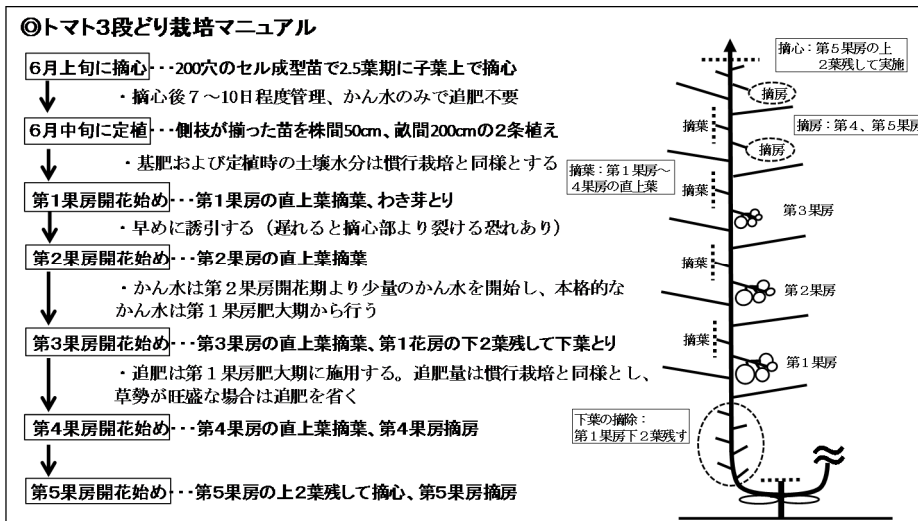 ◎トマト3段どり栽培マニュアル
6月上旬に摘心・・・200穴のセル成型苗で2.5葉期に子葉上で摘心
・摘心後7～10日程度管理、かん水のみで追肥不要
6月中旬に定植・・・側枝が揃った苗を株間50cm、畝間200cmの2条植え
・基肥および定植時の土壌水分は慣行栽培と同様とする
第1果房開花始め・・・第1果房の直上葉摘葉、わき芽とり
・早めに誘引する（遅れると摘心部より裂ける恐れあり）
第2果房開花始め・・・第2果房の直上葉摘葉
・かん水は第2果房開花期より少量のかん水を開始し、本格的な
かん水は第1果房肥大期から行う
第3果房開花始め・・・第3果房の直上葉摘葉、第1花房の下2葉残して下葉とり
・追肥は第1果房肥大期に施用する。追肥量は慣行栽培と同様とし、
草勢が旺盛な場合は追肥を省く
第4果房開花始め・・・第4果房の直上葉摘葉、第4果房摘房
第5果房開花始め・・・第5果房の上2葉残して摘心、第5果房摘房
摘心：第5果房の上
2葉残して実施
摘房
摘葉
摘房：第4、第5果房
摘房
摘葉：第1果房～
4果房の直上葉
摘葉
第3果房
摘葉
第2果房
摘葉
第1果房
下葉の摘除：
第1果房下2葉残す